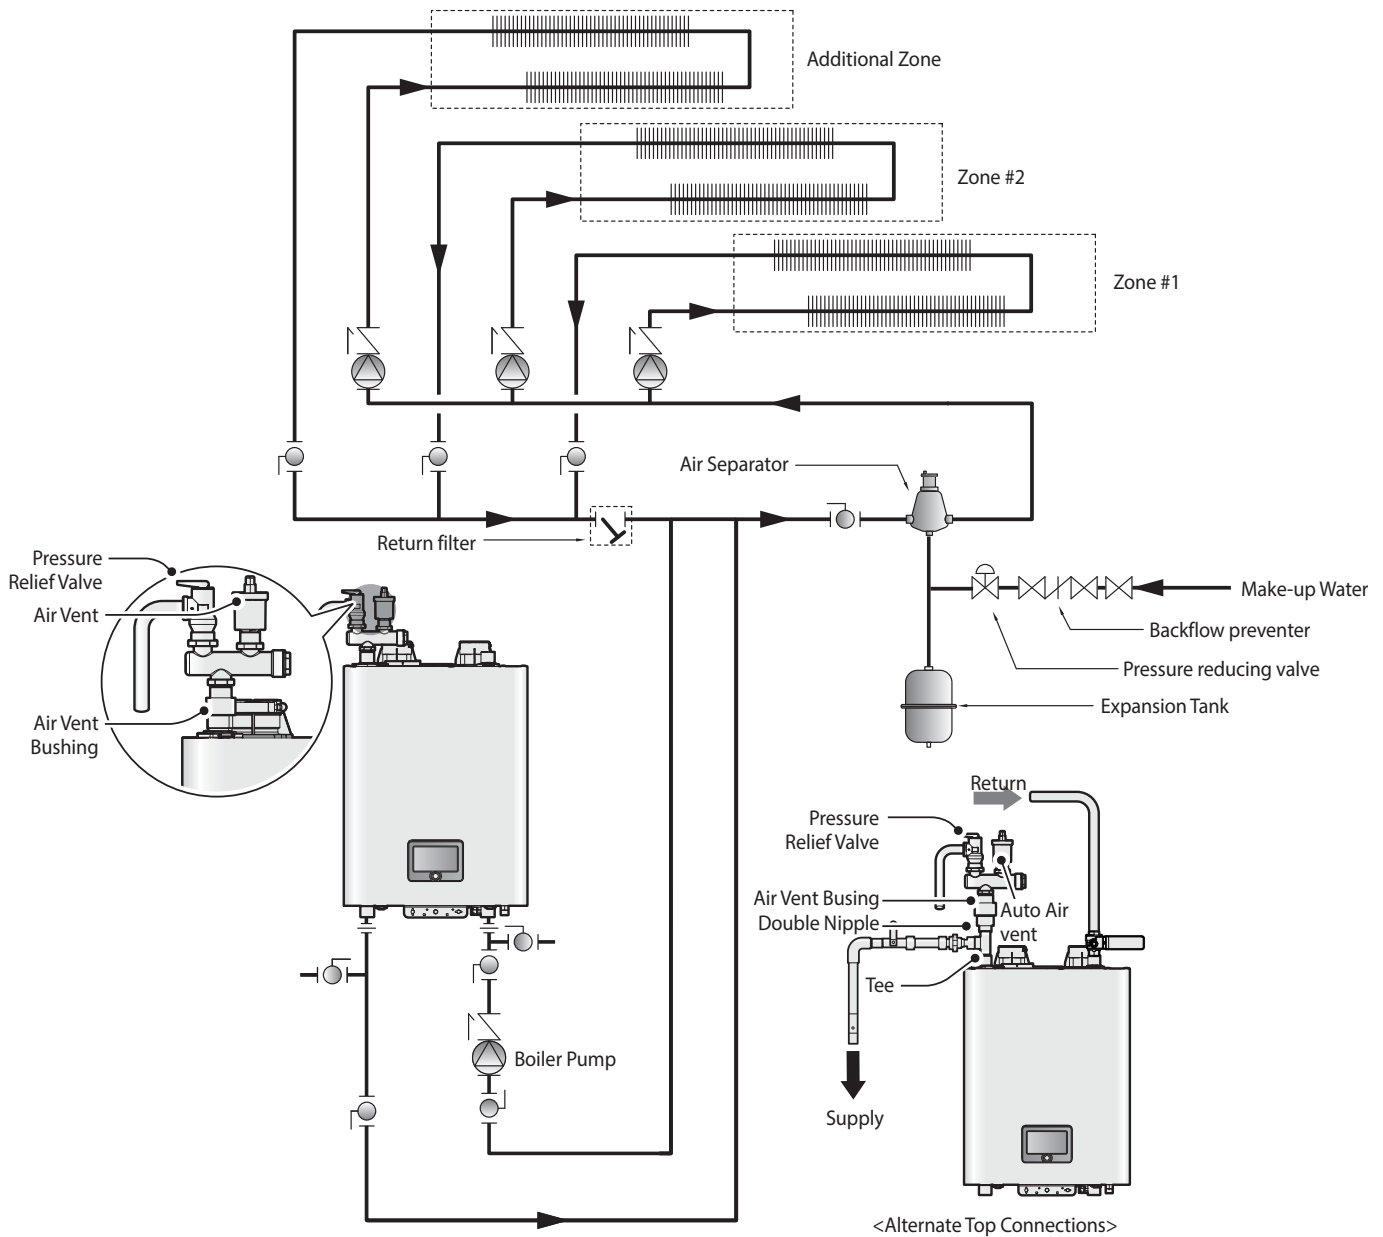 Additional Zone
Zone #2
Zone #1
Air Separator
Return filter
Pressure
Relief Valve
Air Vent
Air Vent
Bushing
Make-up Water
Backflow preventer
Pressure reducing valve
Expansion Tank
Return
Pressure
Relief Valve
Air Vent Busing
Double Nipple
Auto Air
vent
Tee
Boiler Pump
Supply
<Alternate Top Connections>